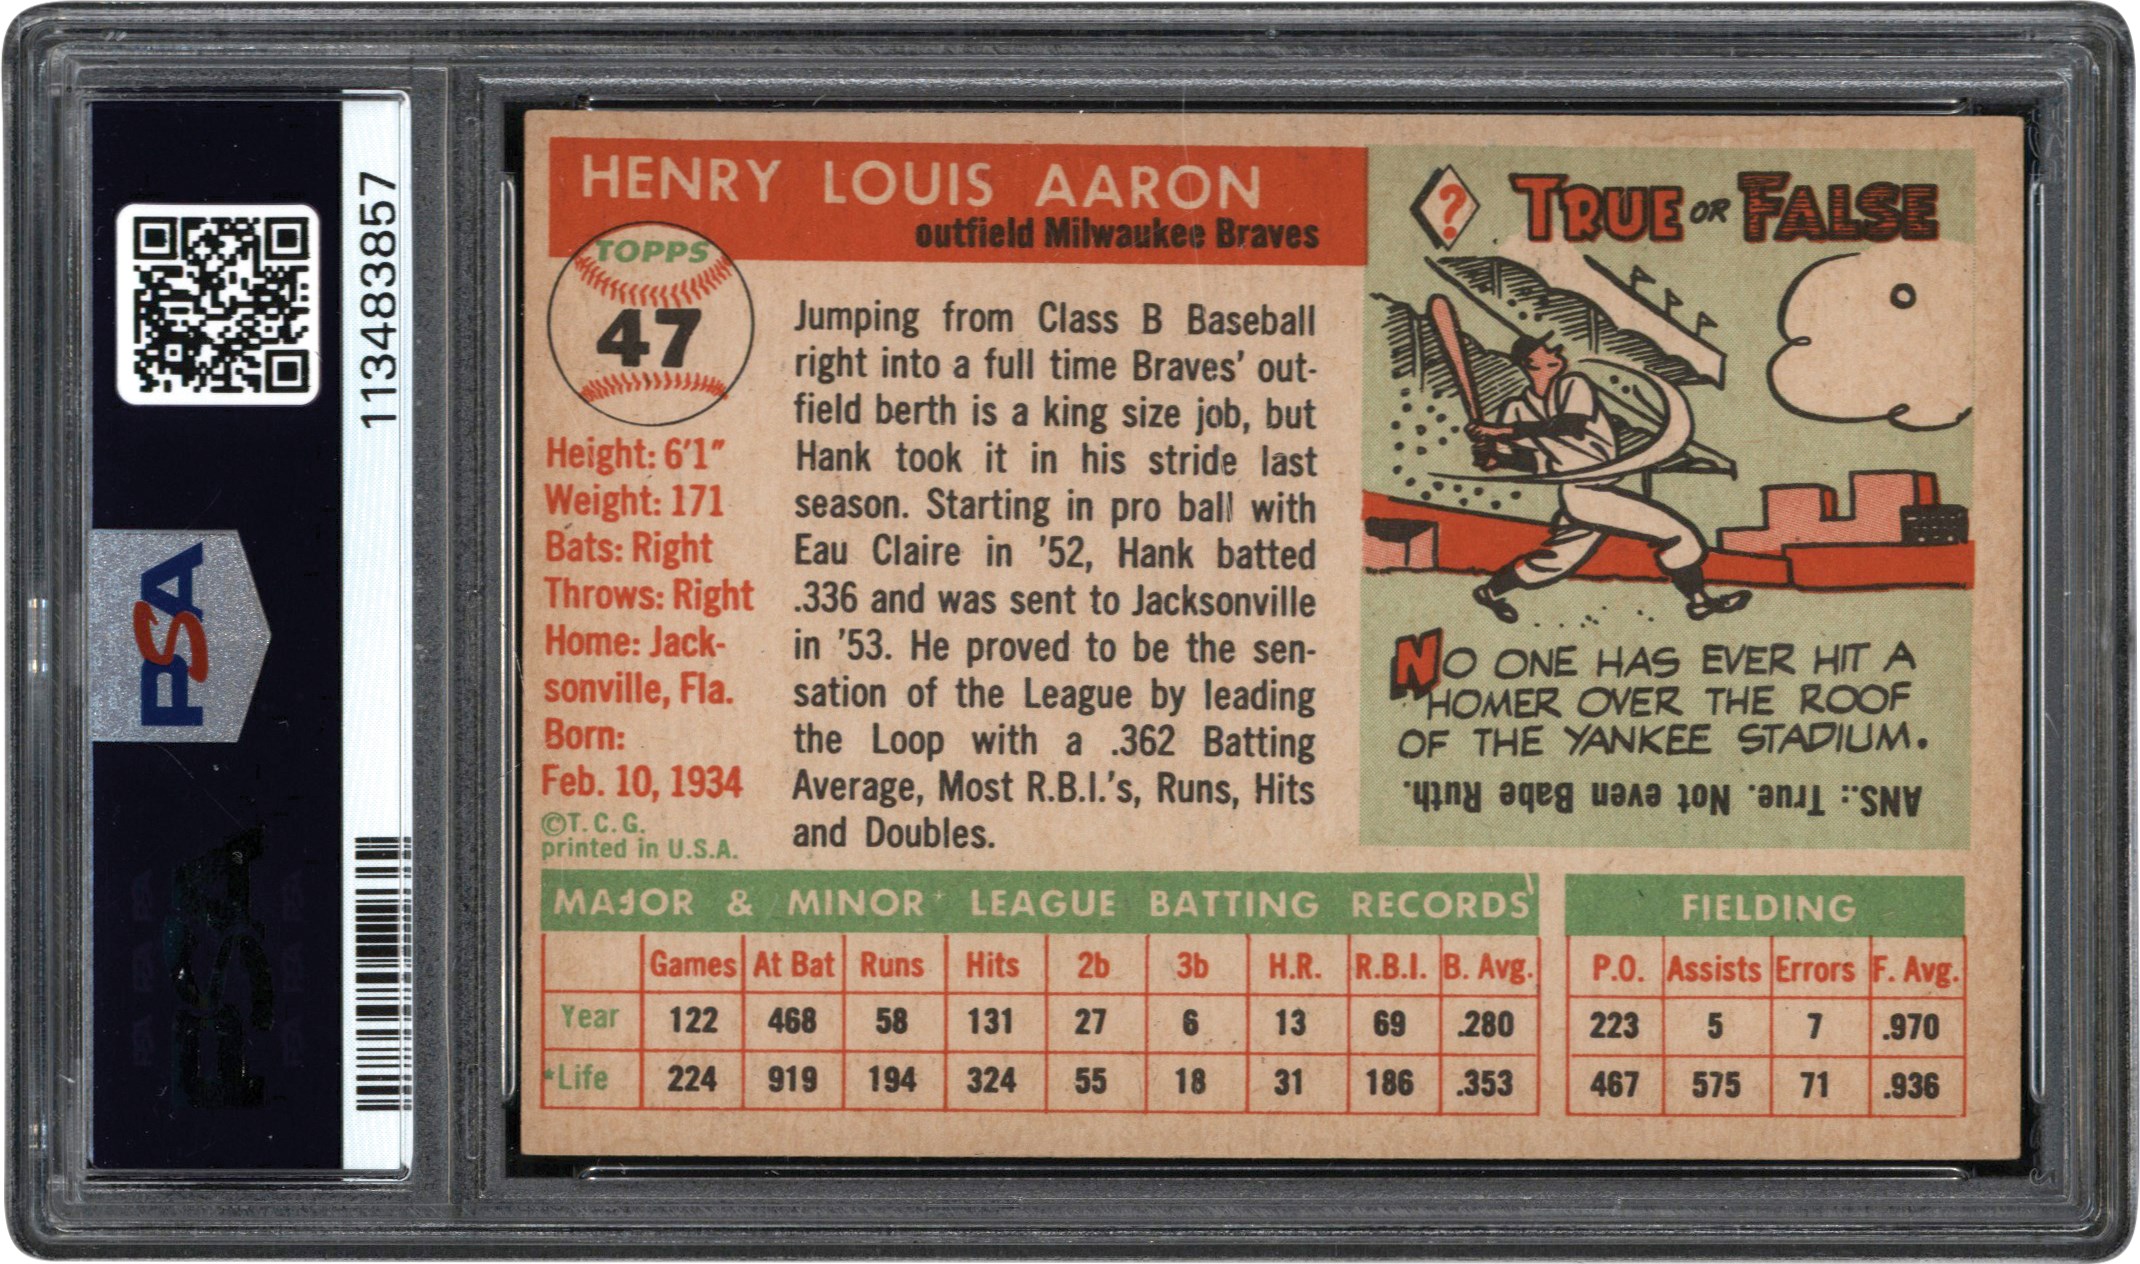 113483857
PSA
HENRY LOUIS AARON
outfield Milwaukee Braves
TOPPS
47
Height: 6'1"
Weight: 171
Bats: Right
Throws: Right
Home: Jack-
sonville, Fla.
Born:
Feb. 10, 1934
©T.C.G.
printed in U.S.A.
Jumping from Class B Baseball
right into a full time Braves' out-
field berth is a king size job, but
Hank took it in his stride last
season. Starting in pro ball with
Eau Claire in '52, Hank batted
.336 and was sent to Jacksonville
in '53. He proved to be the sen-
sation of the League by leading
the Loop with a .362 Batting
Average, Most R.B.I.'s, Runs, Hits
and Doubles.
?
TRUE OR FALSE
NO ONE HAS EVER HIT A
HOMER OVER THE ROOF
OF THE YANKEE STADIUM.
ANS.: True. Not even Babe Ruth.
MAJOR & MINOR* LEAGUE BATTING RECORDS
Games At Bat Runs Hits 2b 3b H.R. R.B.I. B. Avg.
Year 122 468 58 131 27 6 13 69 .280
*Life 224 919 194 324 55 18 31 186 .353
FIELDING
P.O. Assists Errors F. Avg.
223 5 7 .970
467 575 71 .936
PSA